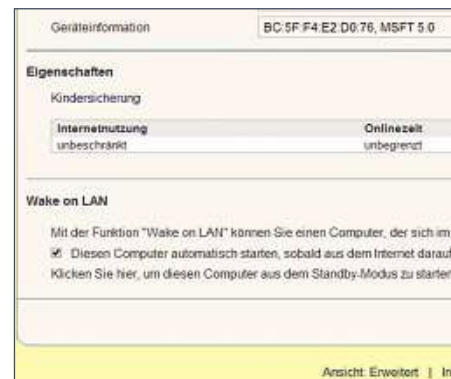 Geräteinformation BC:5F:F4:E2:D0:76, MSFT 5.0
Eigenschaften
Kindersicherung
Internetnutzung Onlinezeit
unbeschränkt unbegrenzt
Wake on LAN
Mit der Funktion "Wake on LAN" können Sie einen Computer, der sich im
Diesen Computer automatisch starten, sobald aus dem Internet darauf
Klicken Sie hier, um diesen Computer aus dem Standby-Modus zu starten
Ansicht: Erweitert | In